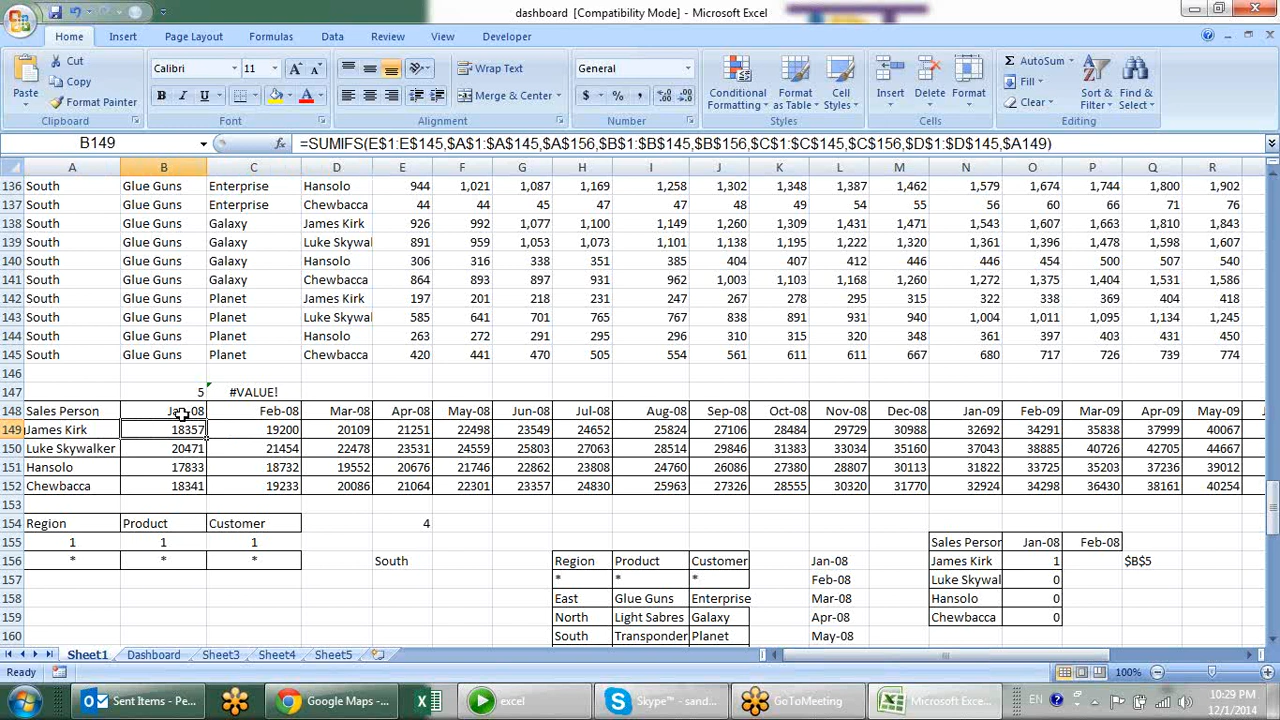 dashboard [Compatibility Mode] - Microsoft Excel
Home Insert Page Layout Formulas Data Review View Developer
Paste Cut Copy Format Painter Clipboard
Calibri 11 A A B I U A Font
Wrap Text Merge & Center Alignment
General $ % , Number
Conditional Formatting Format as Table Cell Styles Styles
Insert Delete Format Cells
Σ AutoSum Fill Clear Sort & Filter Find & Select Editing
B149 fx =SUMIFS(E$1:E$145,$A$1:$A$145,$A$156,$B$1:$B$145,$B$156,$C$1:$C$145,$C$156,$D$1:$D$145,$A149)
A B C D E F G H I J K L M N O P Q R
136 South Glue Guns Enterprise Hansolo 944 1,021 1,087 1,169 1,258 1,302 1,348 1,387 1,462 1,579 1,674 1,744 1,800 1,902
137 South Glue Guns Enterprise Chewbacca 44 44 45 47 47 48 49 54 55 56 60 66 71 76
138 South Glue Guns Galaxy James Kirk 926 992 1,077 1,100 1,149 1,260 1,309 1,431 1,471 1,543 1,607 1,663 1,810 1,843
139 South Glue Guns Galaxy Luke Skywal 891 959 1,053 1,073 1,101 1,138 1,195 1,222 1,320 1,361 1,396 1,478 1,598 1,607
140 South Glue Guns Galaxy Hansolo 306 316 338 351 385 404 407 412 446 446 454 500 507 540
141 South Glue Guns Galaxy Chewbacca 864 893 897 931 962 1,003 1,103 1,168 1,260 1,272 1,375 1,404 1,531 1,586
142 South Glue Guns Planet James Kirk 197 201 218 231 247 267 278 295 315 322 338 369 404 418
143 South Glue Guns Planet Luke Skywal 585 641 701 765 767 838 891 931 940 1,004 1,011 1,095 1,134 1,245
144 South Glue Guns Planet Hansolo 263 272 291 295 296 310 315 320 348 361 397 403 431 450
145 South Glue Guns Planet Chewbacca 420 441 470 505 554 561 611 611 667 680 717 726 739 774
146
147 5 #VALUE!
148 Sales Person Jan-08 Feb-08 Mar-08 Apr-08 May-08 Jun-08 Jul-08 Aug-08 Sep-08 Oct-08 Nov-08 Dec-08 Jan-09 Feb-09 Mar-09 Apr-09 May-09
149 James Kirk 18357 19200 20109 21251 22498 23549 24652 25824 27106 28484 29729 30988 32692 34291 35838 37999 40067
150 Luke Skywalker 20471 21454 22478 23531 24559 25803 27063 28514 29846 31383 33034 35160 37043 38885 40726 42705 44667
151 Hansolo 17833 18732 19552 20676 21746 22862 23808 24760 26086 27380 28807 30113 31822 33725 35203 37236 39012
152 Chewbacca 18341 19233 20086 21064 22301 23357 24830 25963 27326 28555 30320 31770 32924 34298 36430 38161 40254
153
154 Region Product Customer 4
155 1 1 1 Sales Person Jan-08 Feb-08
156 * * * South Region Product Customer Jan-08 James Kirk 1 $B$5
157 * * * Feb-08 Luke Skywal 0
158 East Glue Guns Enterprise Mar-08 Hansolo 0
159 North Light Sabres Galaxy Apr-08 Chewbacca 0
160 South Transponder Planet May-08
Sheet1 Dashboard Sheet3 Sheet4 Sheet5
Ready 100%
Sent Items - Pe... Google Maps -... excel Skype™ - sand... GoToMeeting Microsoft Exc... EN 10:29 PM
12/1/2014